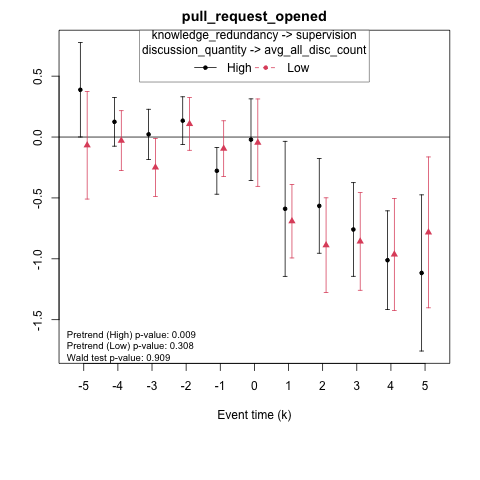 pull_request_opened
knowledge_redundancy -> supervision
discussion_quantity -> avg_all_disc_count
High Low
0.5
0.0
-0.5
-1.0
-1.5
Pretrend (High) p-value: 0.009
Pretrend (Low) p-value: 0.308
Wald test p-value: 0.909
-5 -4 -3 -2 -1 0 1 2 3 4 5
Event time (k)